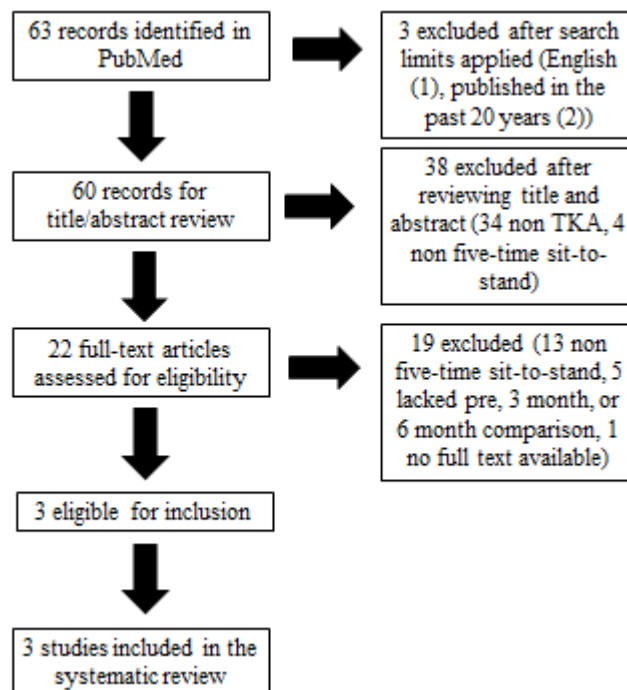 63 records identified in
PubMed
3 excluded after search
limits applied (English
(1), published in the
past 20 years (2))
60 records for
title/abstract review
38 excluded after
reviewing title and
abstract (34 non TKA, 4
non five-time sit-to-
stand)
22 full-text articles
assessed for eligibility
19 excluded (13 non
five-time sit-to-stand, 5
lacked pre, 3 month, or
6 month comparison, 1
no full text available)
3 eligible for inclusion
3 studies included in the
systematic review